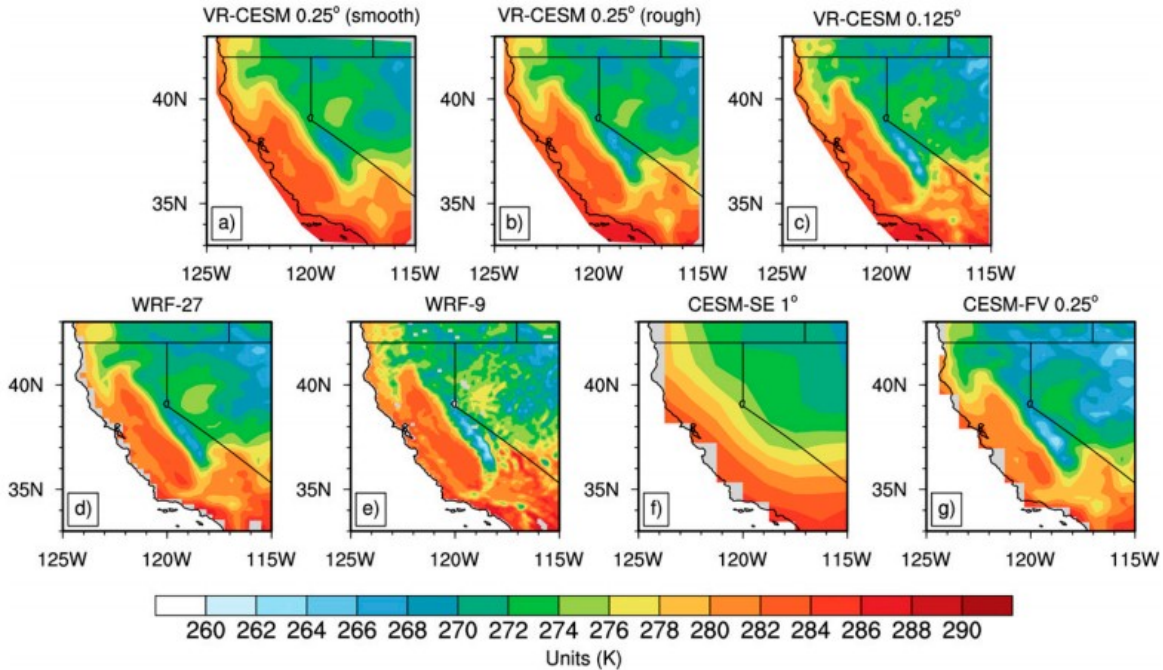 VR-CESM 0.25° (smooth) VR-CESM 0.25° (rough) VR-CESM 0.125°
40N 40N 40N
35N 35N 35N
a) b) c)
125W 120W 115W 125W 120W 115W 125W 120W 115W
WRF-27 WRF-9 CESM-SE 1° CESM-FV 0.25°
40N 40N 40N 40N
35N 35N 35N 35N
d) e) f) g)
125W 120W 115W 125W 120W 115W 125W 120W 115W 125W 120W 115W
260 262 264 266 268 270 272 274 276 278 280 282 284 286 288 290
Units (K)